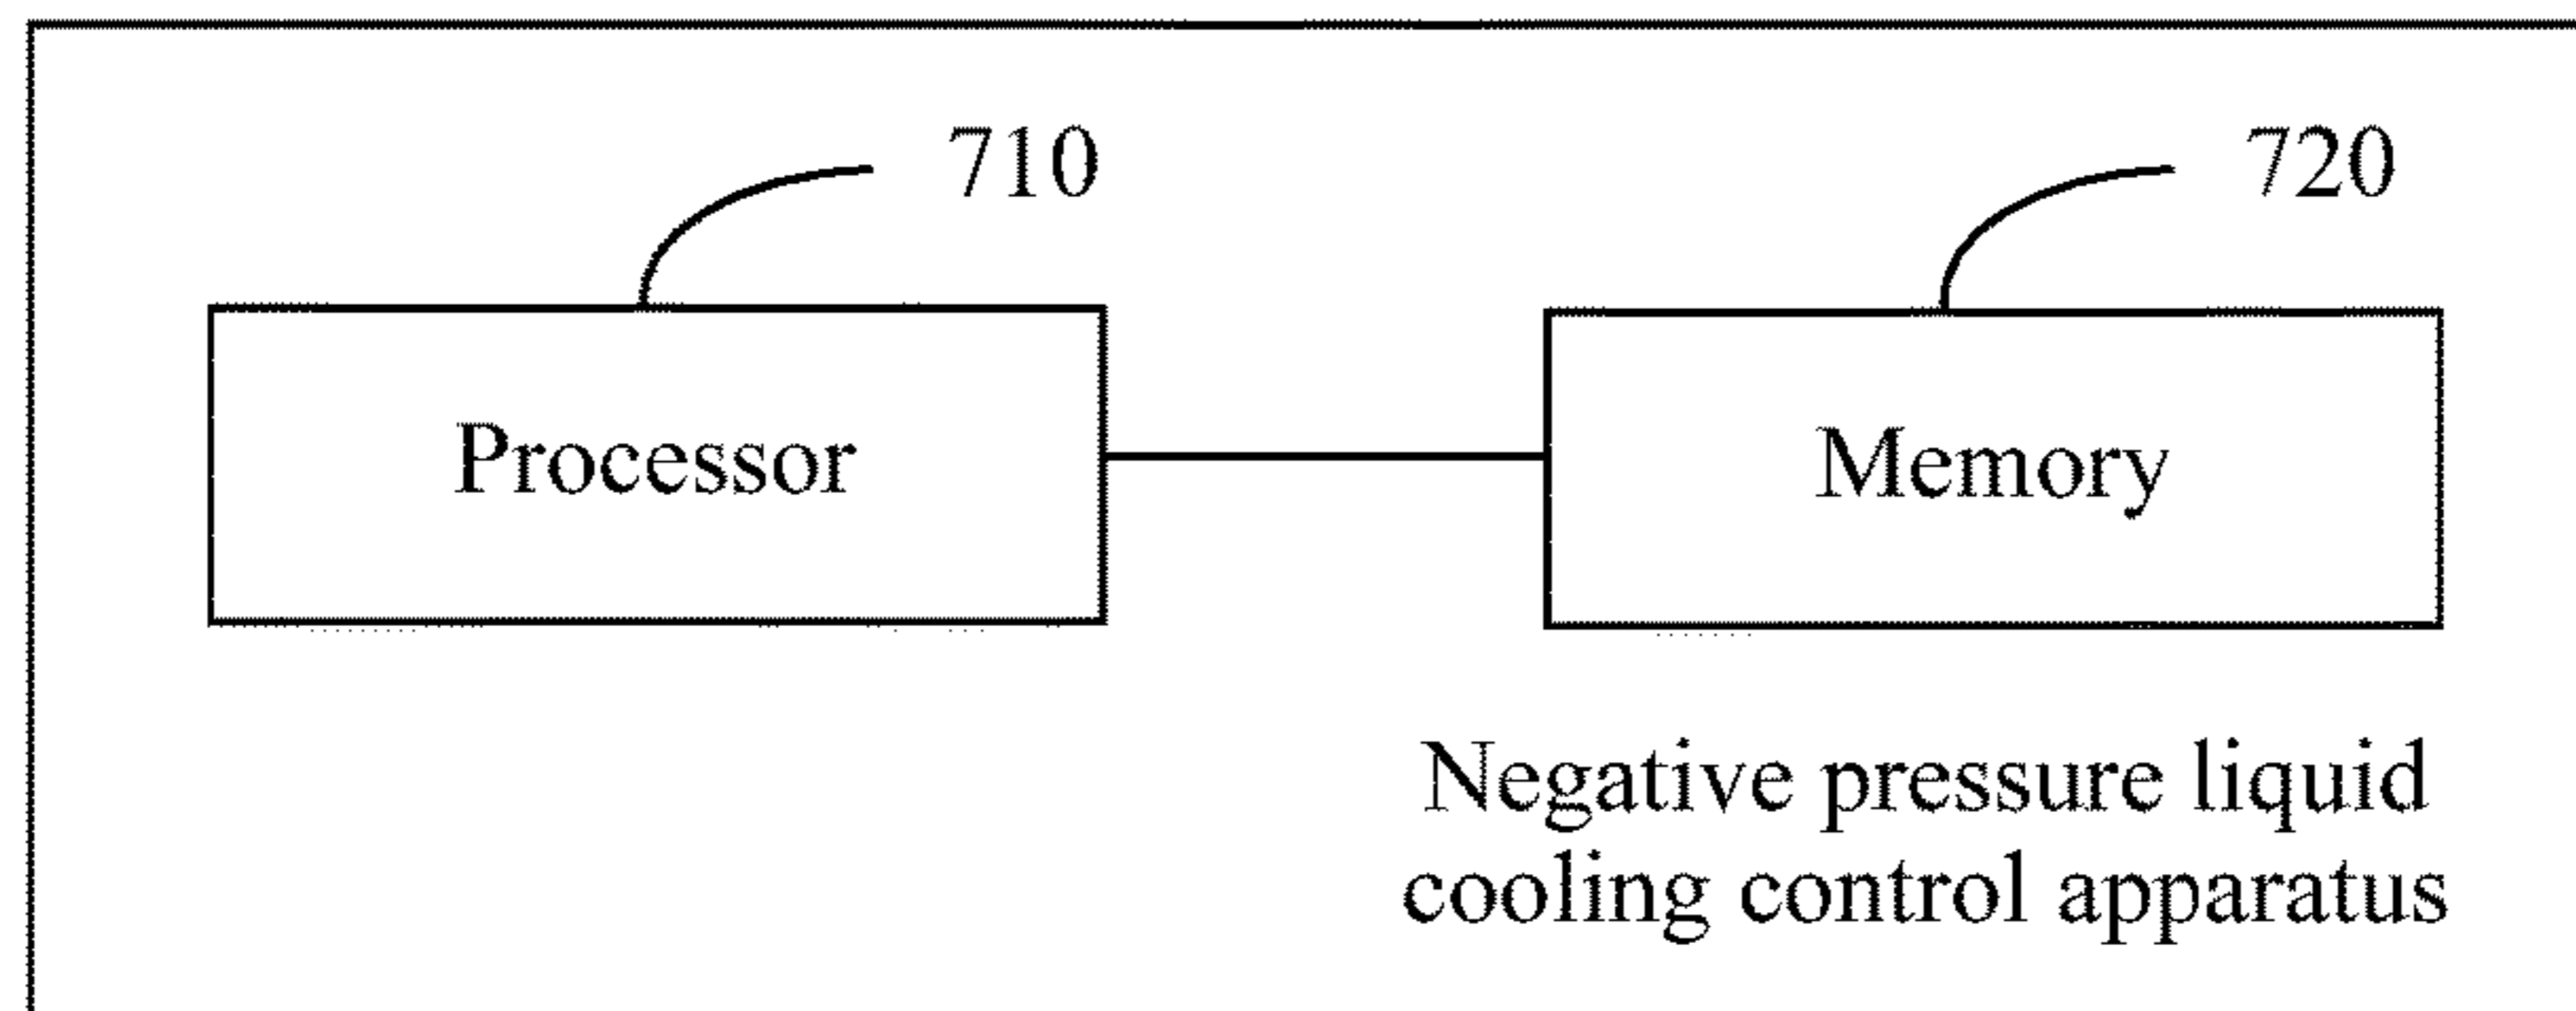 710
720
Processor
Memory
Negative pressure liquid
cooling control apparatus